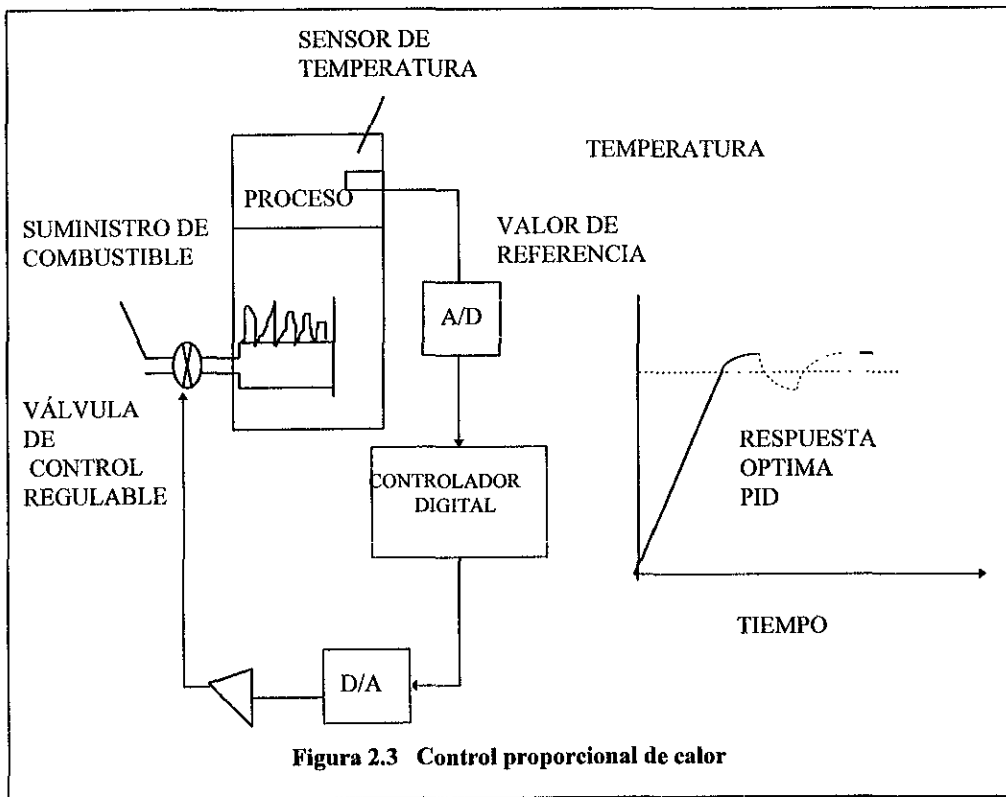 SENSOR DE
TEMPERATURA
TEMPERATURA
PROCESO
SUMINISTRO DE
COMBUSTIBLE
VALOR DE
REFERENCIA
A/D
VÁLVULA
DE
CONTROL
REGULABLE
CONTROLADOR
DIGITAL
RESPUESTA
OPTIMA
PID
TIEMPO
D/A
Figura 2.3 Control proporcional de calor